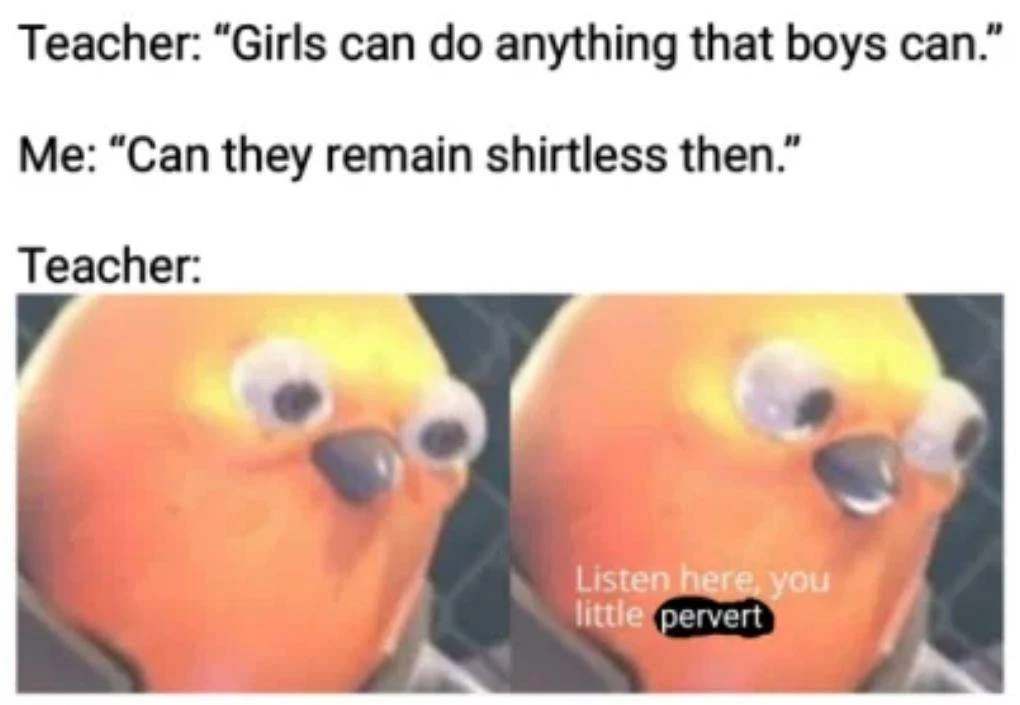 Teacher: “Girls can do anything that boys can.”
Me: “Can they remain shirtless then.”
Teacher:
Listen here, you
little pervert